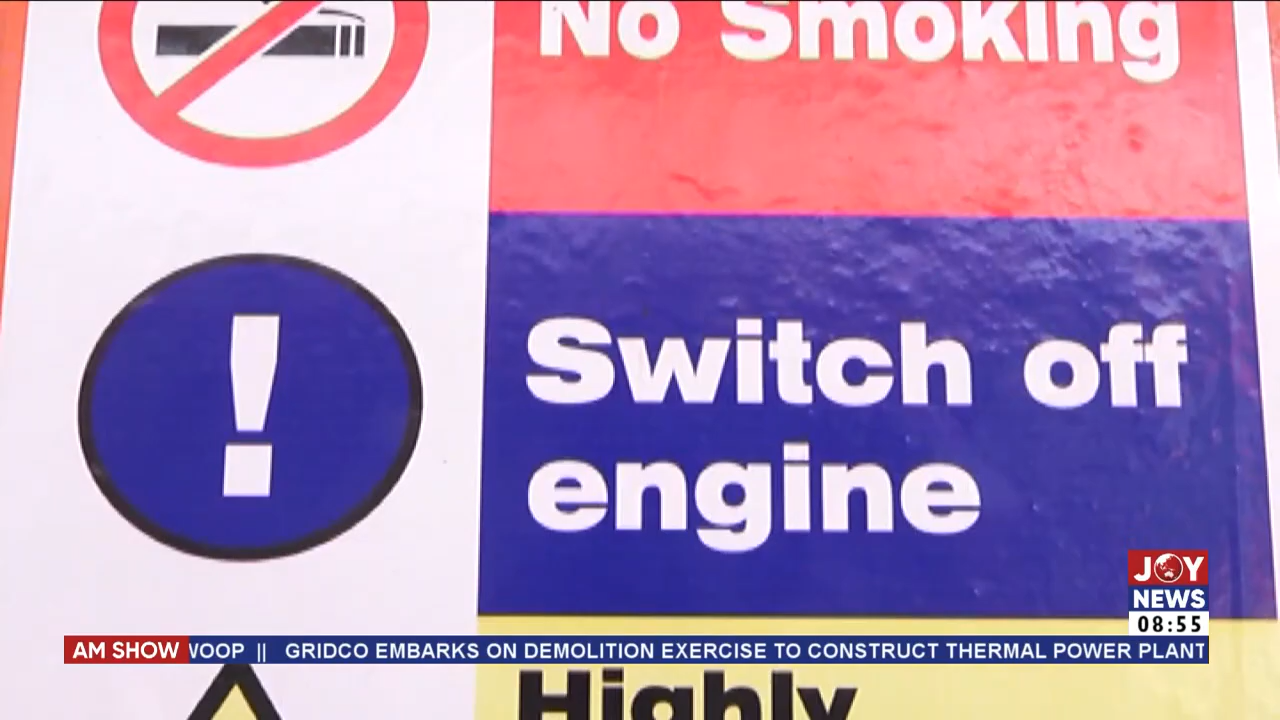 No Smoking
!
Switch off
engine
JOY
NEWS
08:55
AM SHOW
WOOP || GRIDCO EMBARKS ON DEMOLITION EXERCISE TO CONSTRUCT THERMAL POWER PLANT
Highly